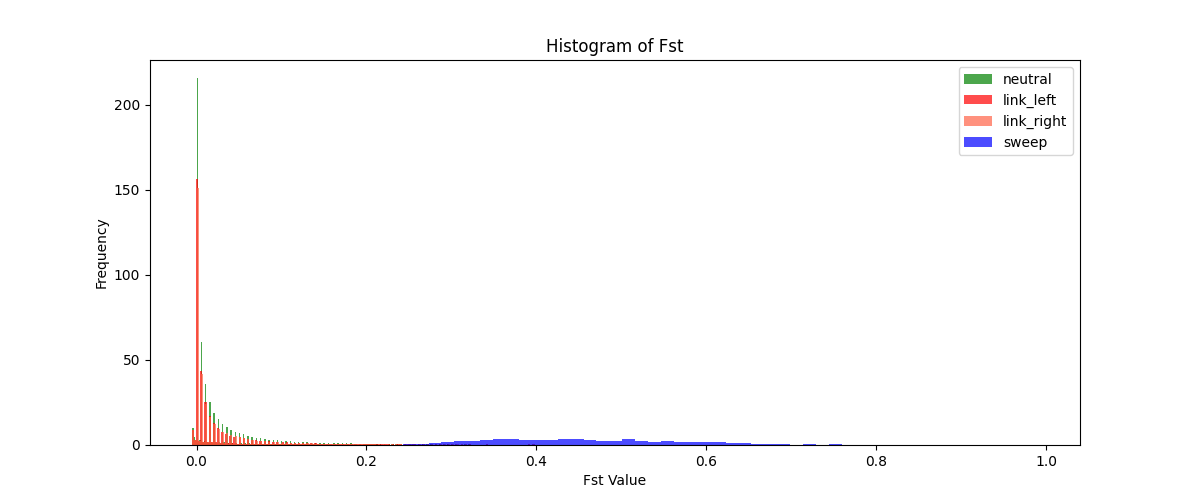 Histogram of Fst
neutral
link_left
link_right
sweep
Frequency
200
150
100
50
0
0.0 0.2 0.4 0.6 0.8 1.0
Fst Value